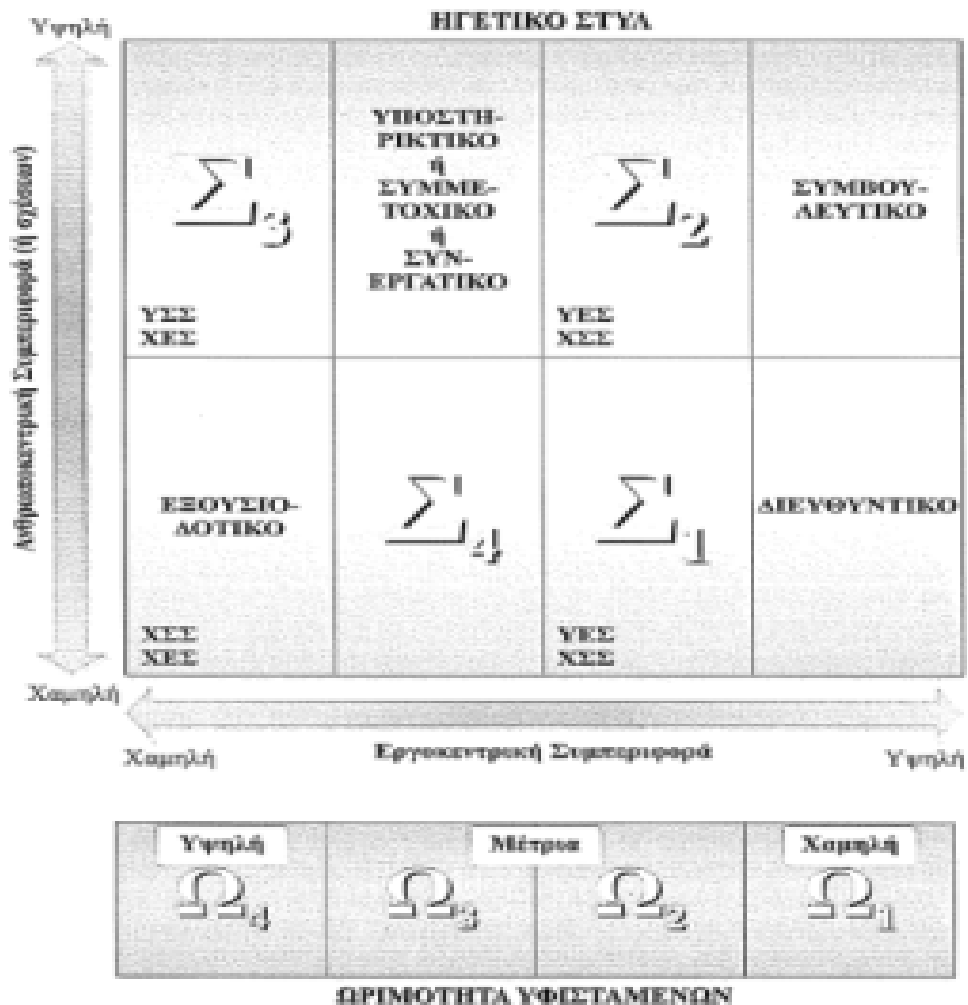 ΗΓΕΤΙΚΟ ΣΤΥΛ
Υψηλή
Ανθρωποκεντρική Συμπεριφορά (ή σχέσεων)
Χαμηλή
Σ3
ΥΣΣ
ΧΕΣ
ΥΠΟΣΤΗ-
ΡΙΚΤΙΚΟ
ή
ΣΥΜΜΕ-
ΤΟΧΙΚΟ
ή
ΣΥΝ-
ΕΡΓΑΤΙΚΟ
Σ2
ΥΕΣ
ΧΣΣ
ΣΥΜΒΟΥ-
ΛΕΥΤΙΚΟ
ΕΞΟΥΣΙΟ-
ΔΟΤΙΚΟ
ΧΣΣ
ΧΕΣ
Σ4
Σ1
ΥΕΣ
ΧΣΣ
ΔΙΕΥΘΥΝΤΙΚΟ
Χαμηλή
Εργοκεντρική Συμπεριφορά
Υψηλή
Υψηλή
Μέτρια
Χαμηλή
Ω4
Ω3
Ω2
Ω1
ΩΡΙΜΟΤΗΤΑ ΥΦΙΣΤΑΜΕΝΩΝ